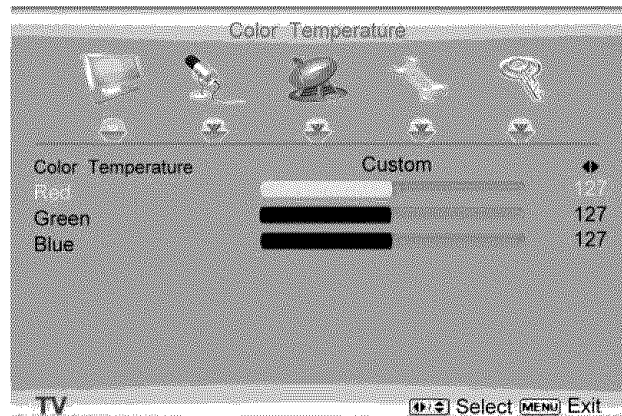 Color Temperature
Color Temperature Custom
Red 127
Green 127
Blue 127
TV Select MENU Exit